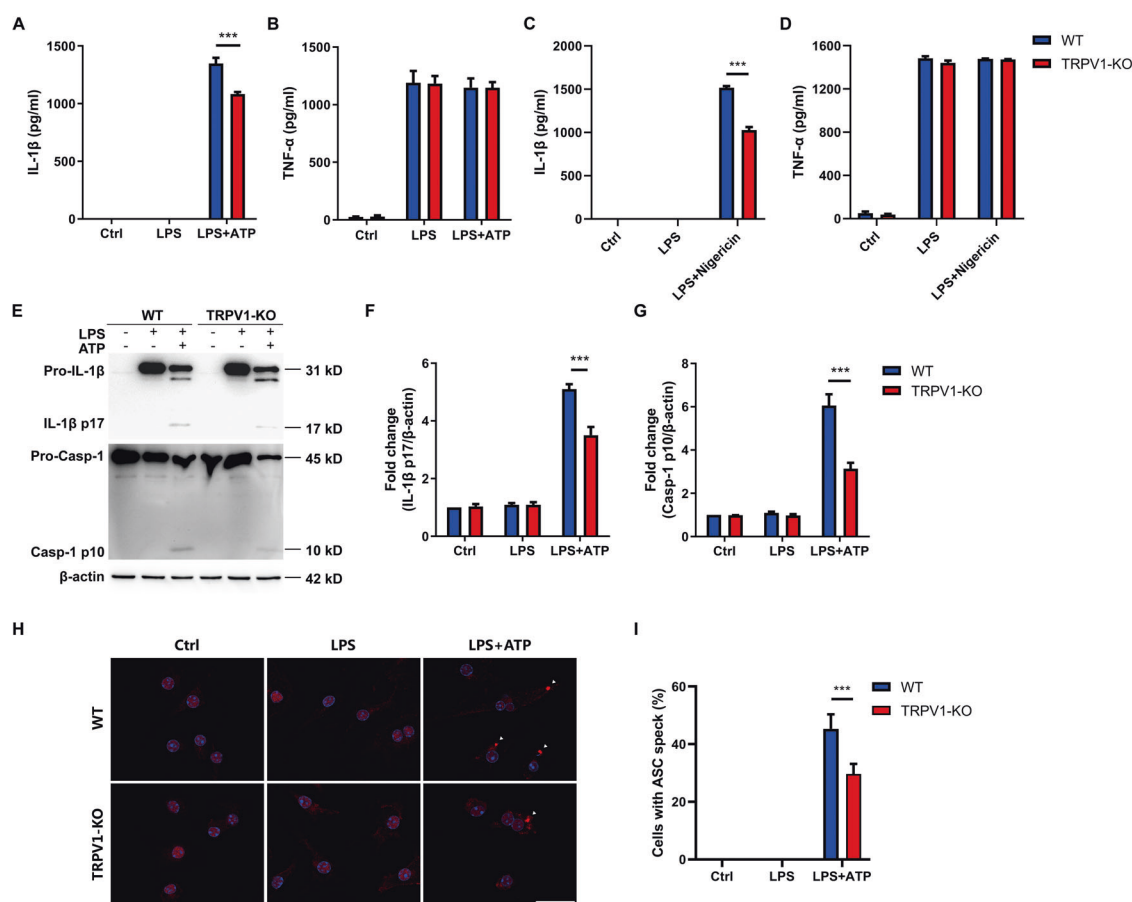 A
IL-1β (pg/ml)
1500
1000
500
0
***
Ctrl
LPS
LPS+ATP
B
TNF-α (pg/ml)
1500
1000
500
0
Ctrl
LPS
LPS+ATP
C
IL-1β (pg/ml)
2000
1500
1000
500
0
***
Ctrl
LPS
LPS+Nigericin
D
TNF-α (pg/ml)
1600
1200
800
400
0
Ctrl
LPS
LPS+Nigericin
WT
TRPV1-KO
E
WT TRPV1-KO
LPS - + + - + +
ATP - - + - - +
Pro-IL-1β 31 kD
IL-1β p17 17 kD
Pro-Casp-1 45 kD
Casp-1 p10 10 kD
β-actin 42 kD
F
Fold change
(IL-1β p17/β-actin)
6
4
2
0
***
Ctrl
LPS
LPS+ATP
G
Fold change
(Casp-1 p10/β-actin)
8
6
4
2
0
***
Ctrl
LPS
LPS+ATP
WT
TRPV1-KO
H
Ctrl LPS LPS+ATP
WT
TRPV1-KO
I
Cells with ASC speck (%)
60
40
20
0
***
Ctrl
LPS
LPS+ATP
WT
TRPV1-KO